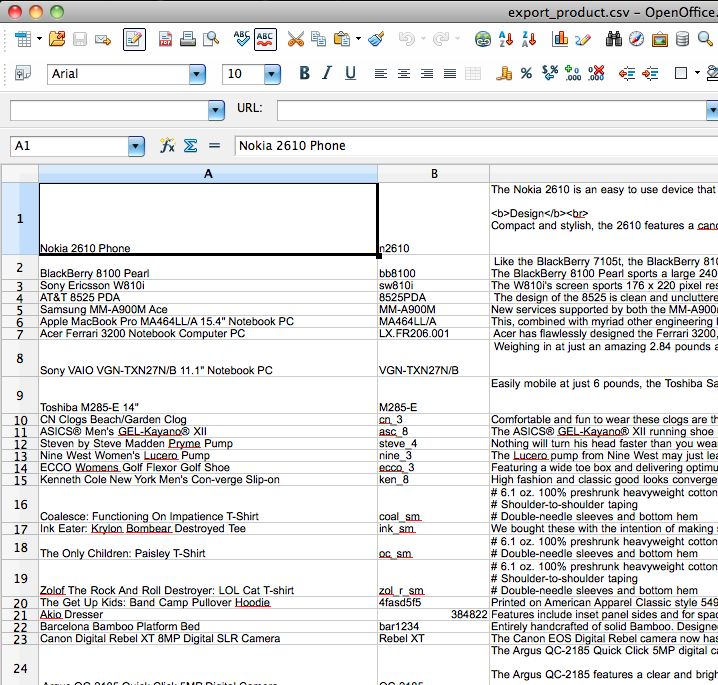 export_product.csv – OpenOffice.
Arial 10 B I U
URL:
A1 Nokia 2610 Phone
A B
The Nokia 2610 is an easy to use device that
<b>Design</b><br>
Compact and stylish, the 2610 features a
1 Nokia 2610 Phone n2610
Like the BlackBerry 7105t, the BlackBerry
2 BlackBerry 8100 Pearl bb8100 The BlackBerry 8100 Pearl sports a large 240
3 Sony Ericsson W810i sw810i The W810i's screen sports 176 x 220 pixel
4 AT&T 8525 PDA 8525PDA The design of the 8525 is clean and
5 Samsung MM-A900M Ace MM-A900M New services supported by both the
6 Apple MacBook Pro MA464LL/A 15.4" Notebook PC MA464LL/A This, combined with myriad other engineering
7 Acer Ferrari 3200 Notebook Computer PC LX.FR206.001 Acer has flawlessly designed the Ferrari 3200,
Weighing in at just an amazing 2.84 pounds
8 Sony VAIO VGN-TXN27N/B 11.1" Notebook PC VGN-TXN27N/B
Easily mobile at just 6 pounds, the Toshiba
9 Toshiba M285-E 14" M285-E
10 CN Clogs Beach/Garden Clog cn_3 Comfortable and fun to wear these clogs are
11 ASICS® Men's GEL-Kayano® XII asc_8 The ASICS® GEL-Kayano® XII running shoe
12 Steven by Steve Madden Pryme Pump steve_4 Nothing will turn his head faster than you
13 Nine West Women's Lucero Pump nine_3 The Lucero pump from Nine West may just
14 ECCO Womens Golf Flexor Golf Shoe ecco_3 Featuring a wide toe box and delivering
15 Kenneth Cole New York Men's Con-verge Slip-on ken_8 High fashion and classic good looks
# 6.1 oz. 100% preshrunk heavyweight cotton
# Shoulder-to-shoulder taping
16 Coalesce: Functioning On Impatience T-Shirt coal_sm # Double-needle sleeves and bottom hem
17 Ink Eater: Krylon Bombear Destroyed Tee ink_sm We bought these with the intention of making
# 6.1 oz. 100% preshrunk heavyweight cotton
18 The Only Children: Paisley T-Shirt oc_sm # Double-needle sleeves and bottom hem
# 6.1 oz. 100% preshrunk heavyweight cotton
# Shoulder-to-shoulder taping
19 Zolof The Rock And Roll Destroyer: LOL Cat T-shirt zol_r_sm # Double-needle sleeves and bottom hem
20 The Get Up Kids: Band Camp Pullover Hoodie 4fasd5f5 Printed on American Apparel Classic style
21 Akio Dresser 384822 Features include inset panel sides and for
22 Barcelona Bamboo Platform Bed bar1234 Entirely handcrafted of solid Bamboo.
23 Canon Digital Rebel XT 8MP Digital SLR Camera Rebel XT The Canon EOS Digital Rebel camera now
The Argus QC-2185 Quick Click 5MP digital
24 The Argus QC-2185 features a clear and
Argus QC-2185 Quick Click 5MP Digital Camera QC-2185